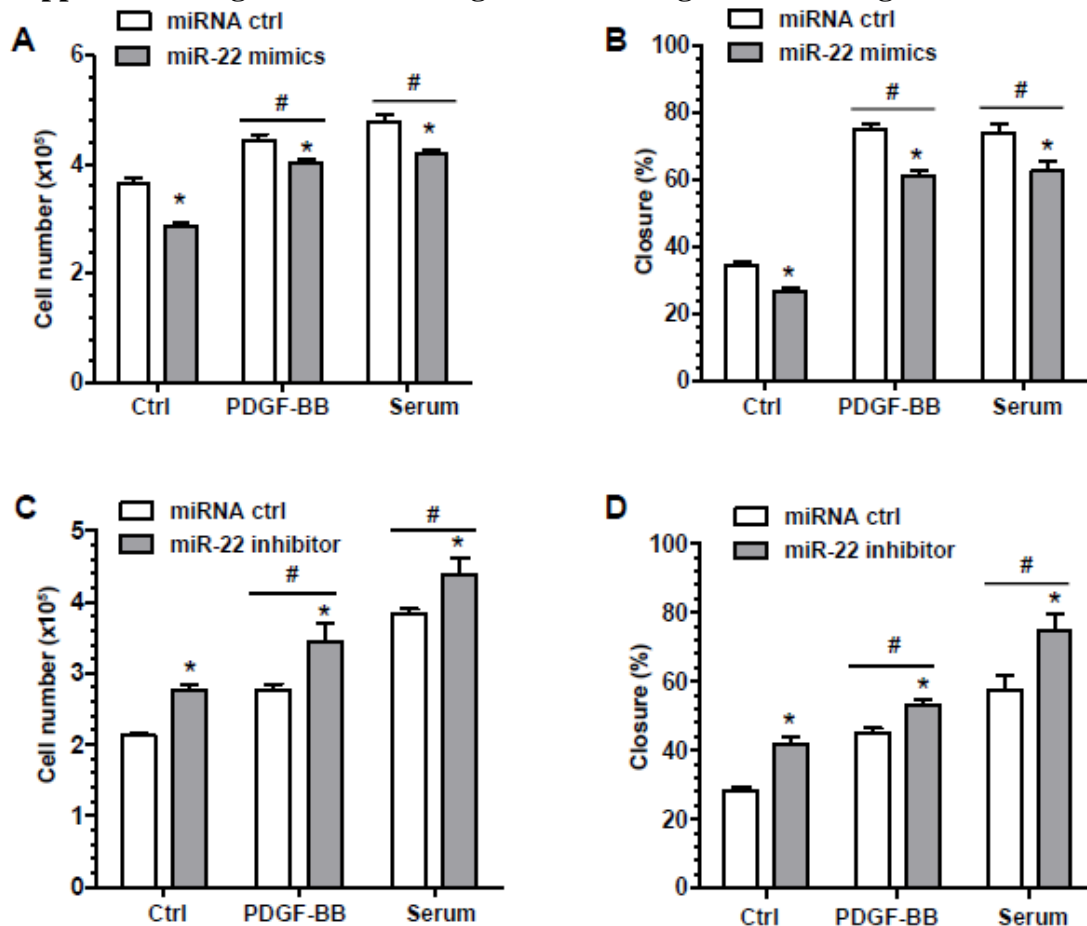 A
miRNA ctrl
miR-22 mimics
Cell number (x10⁵)
6
4
2
0
#
#
*
*
*
Ctrl
PDGF-BB
Serum
B
miRNA ctrl
miR-22 mimics
Closure (%)
100
80
60
40
20
0
#
#
*
*
*
Ctrl
PDGF-BB
Serum
C
miRNA ctrl
miR-22 inhibitor
Cell number (x10⁵)
5
4
3
2
1
0
#
#
*
*
*
Ctrl
PDGF-BB
Serum
D
miRNA ctrl
miR-22 inhibitor
Closure (%)
100
80
60
40
20
0
#
#
*
*
*
Ctrl
PDGF-BB
Serum